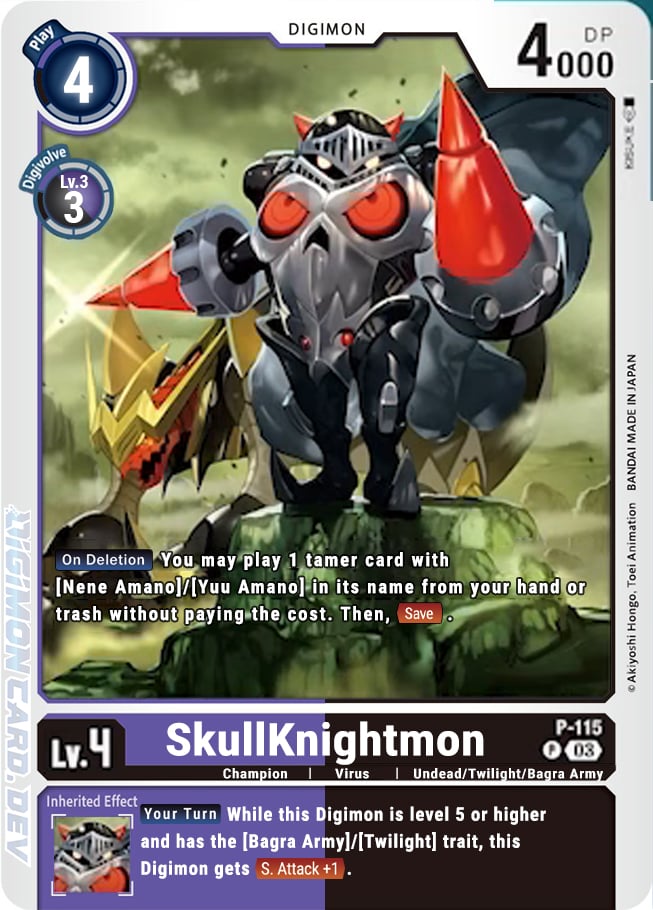 DIGIMON
Play
4
4000
DP
Digivolve
Lv.3
3
On Deletion You may play 1 tamer card with
[Nene Amano]/[Yuu Amano] in its name from your hand or
trash without paying the cost. Then, Save .
KISUKE
© Akiyoshi Hongo, Toei Animation BANDAI MADE IN JAPAN
DIGIMONCARD.DEV
Lv.4
SkullKnightmon
P-115
P 03
Champion | Virus | Undead/Twilight/Bagra Army
Inherited Effect
Your Turn While this Digimon is level 5 or higher
and has the [Bagra Army]/[Twilight] trait, this
Digimon gets S. Attack +1 .